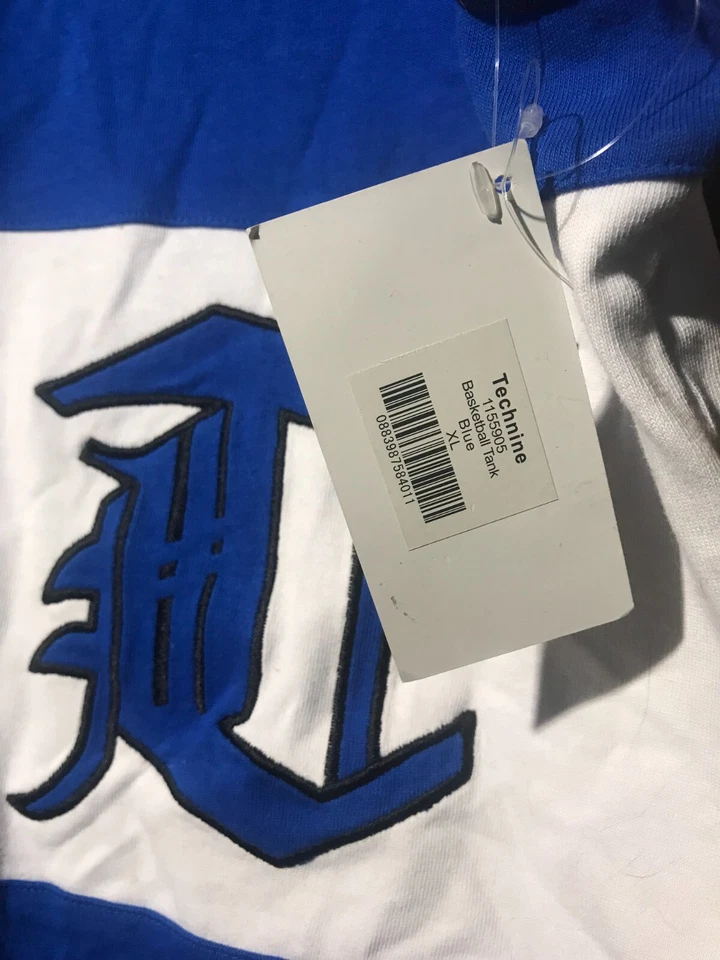 Technine
1155905
Basketball Tank
Blue
XL
0883987584011